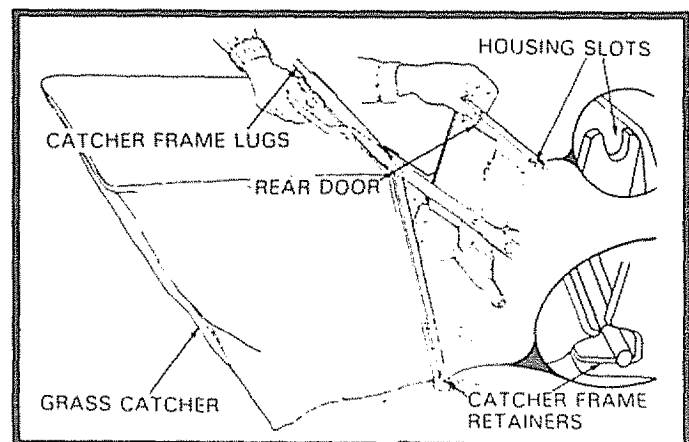 HOUSING SLOTS
CATCHER FRAME LUGS
REAR DOOR
GRASS CATCHER
CATCHER FRAME
RETAINERS